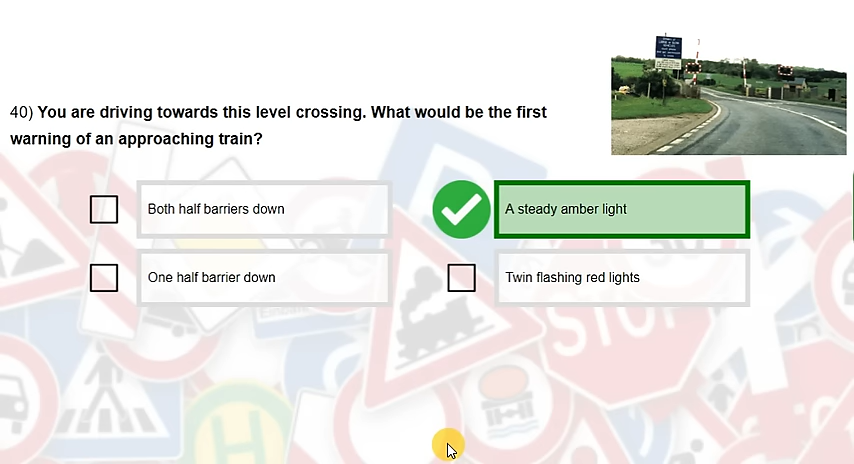 40) You are driving towards this level crossing. What would be the first
warning of an approaching train?
Both half barriers down
A steady amber light
One half barrier down
Twin flashing red lights
STOP